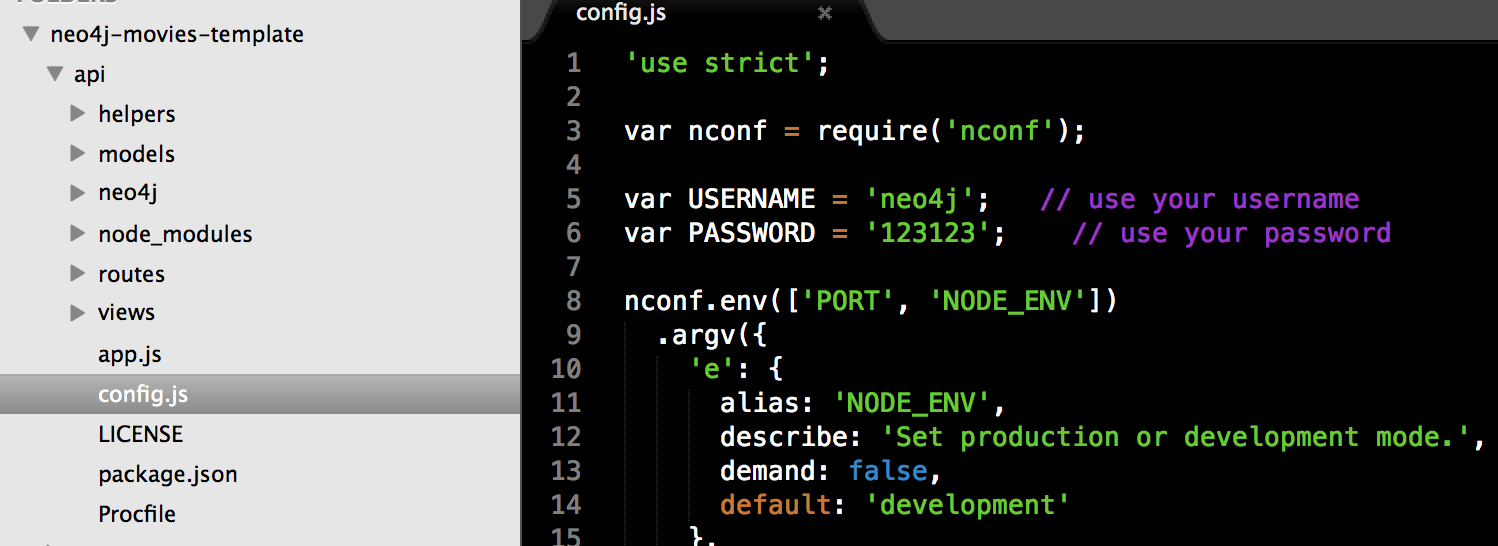 FOLDERS
neo4j-movies-template
api
helpers
models
neo4j
node_modules
routes
views
app.js
config.js
LICENSE
package.json
Procfile
config.js ×
1 'use strict';
2
3 var nconf = require('nconf');
4
5 var USERNAME = 'neo4j';   // use your username
6 var PASSWORD = '123123';    // use your password
7
8 nconf.env(['PORT', 'NODE_ENV'])
9   .argv({
10     'e': {
11       alias: 'NODE_ENV',
12       describe: 'Set production or development mode.',
13       demand: false,
14       default: 'development'
15     },